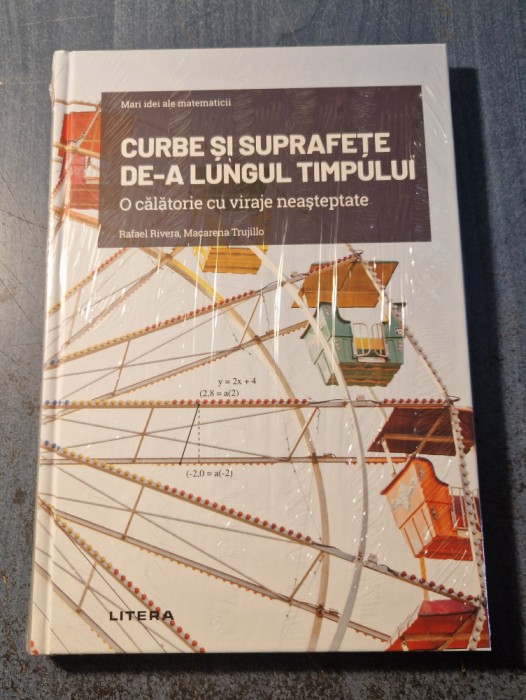 Mari idei ale matematicii
CURBE ȘI SUPRAFEȚE
DE-A LUNGUL TIMPULUI
O călătorie cu viraje neașteptate
Rafael Rivera, Macarena Trujillo
y = 2x + 4
(2,8 = a(2)
(-2,0 = a(-2)
LITERA